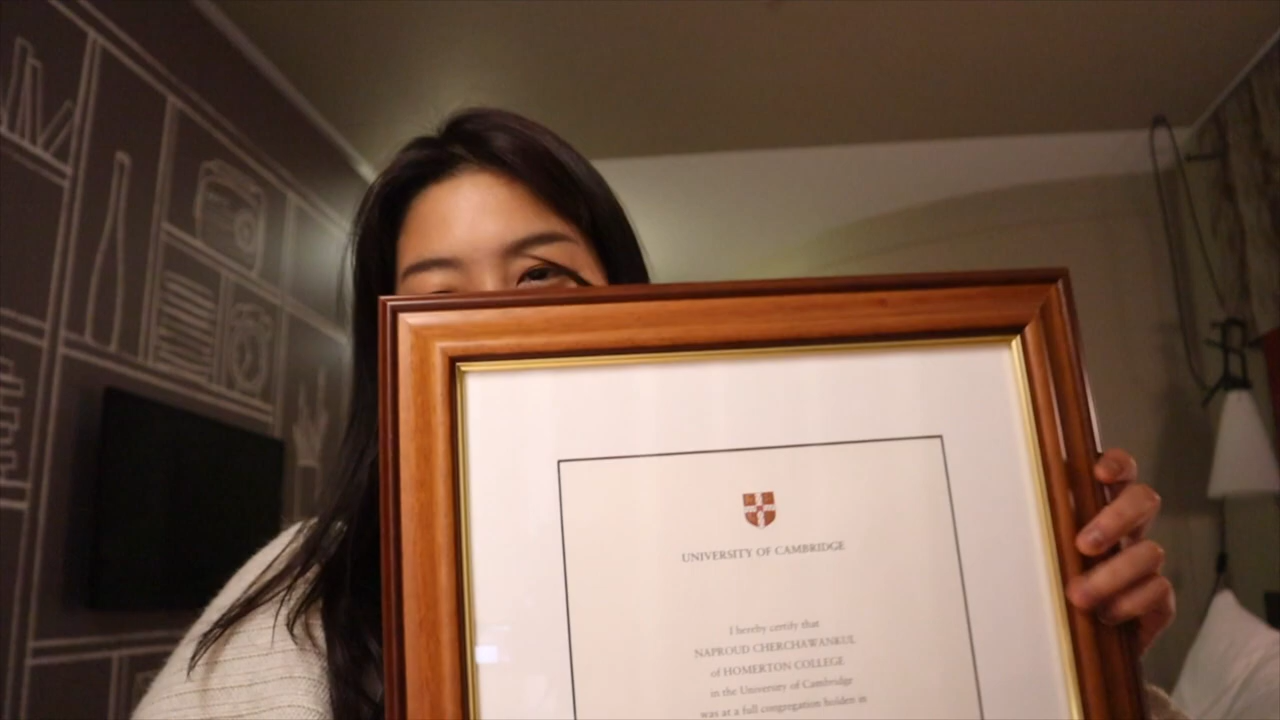 UNIVERSITY OF CAMBRIDGE
I hereby certify that
NAPROUD CHERCHAWANKUL
of HOMERTON COLLEGE
in the University of Cambridge
was at a full congregation holden in